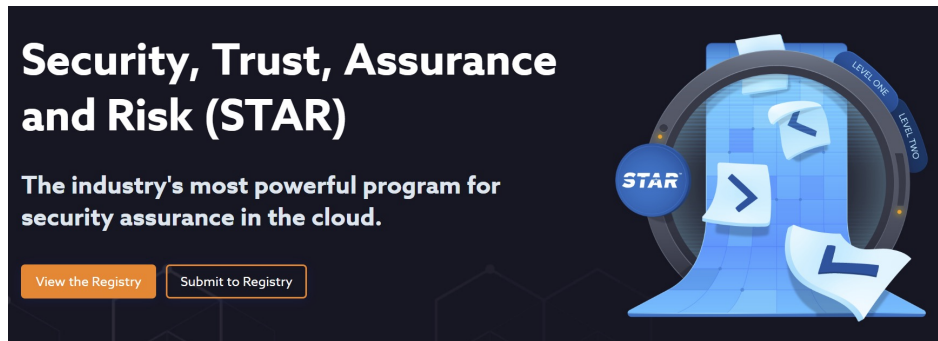 Security, Trust, Assurance
and Risk (STAR)
The industry's most powerful program for
security assurance in the cloud.
View the Registry
Submit to Registry
LEVEL ONE
LEVEL TWO
STAR